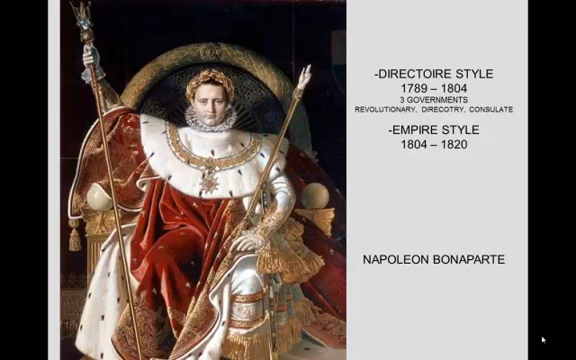 -DIRECTOIRE STYLE
1789 – 1804
3 GOVERNMENTS
REVOLUTIONARY, DIRECOTRY, CONSULATE
-EMPIRE STYLE
1804 – 1820
NAPOLEON BONAPARTE